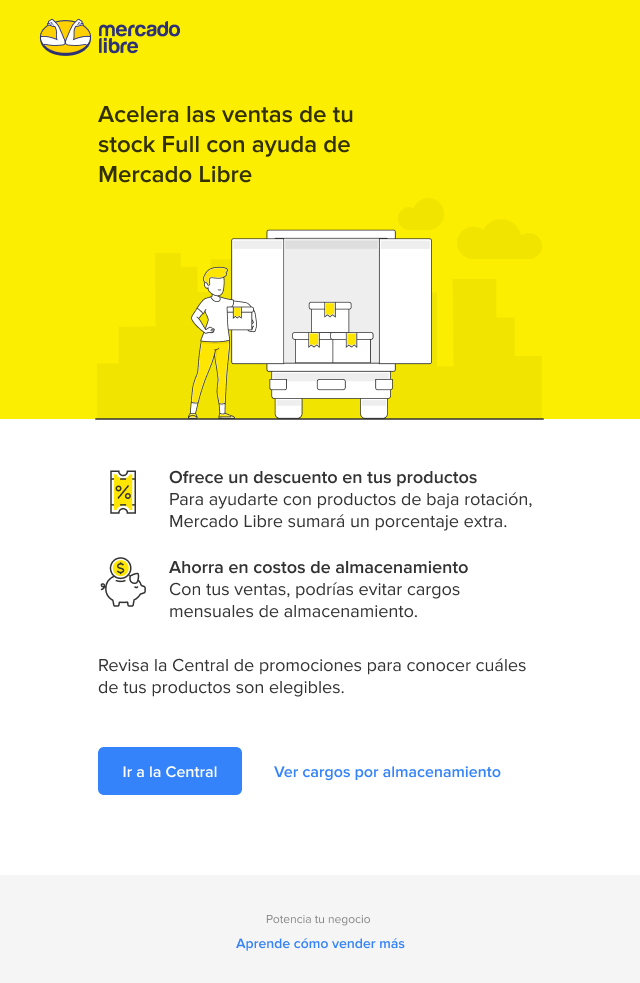 mercado
libre
Acelera las ventas de tu
stock Full con ayuda de
Mercado Libre
%
Ofrece un descuento en tus productos
Para ayudarte con productos de baja rotación,
Mercado Libre sumará un porcentaje extra.
$
Ahorra en costos de almacenamiento
Con tus ventas, podrías evitar cargos
mensuales de almacenamiento.
Revisa la Central de promociones para conocer cuáles
de tus productos son elegibles.
Ir a la Central
Ver cargos por almacenamiento
Potencia tu negocio
Aprende cómo vender más